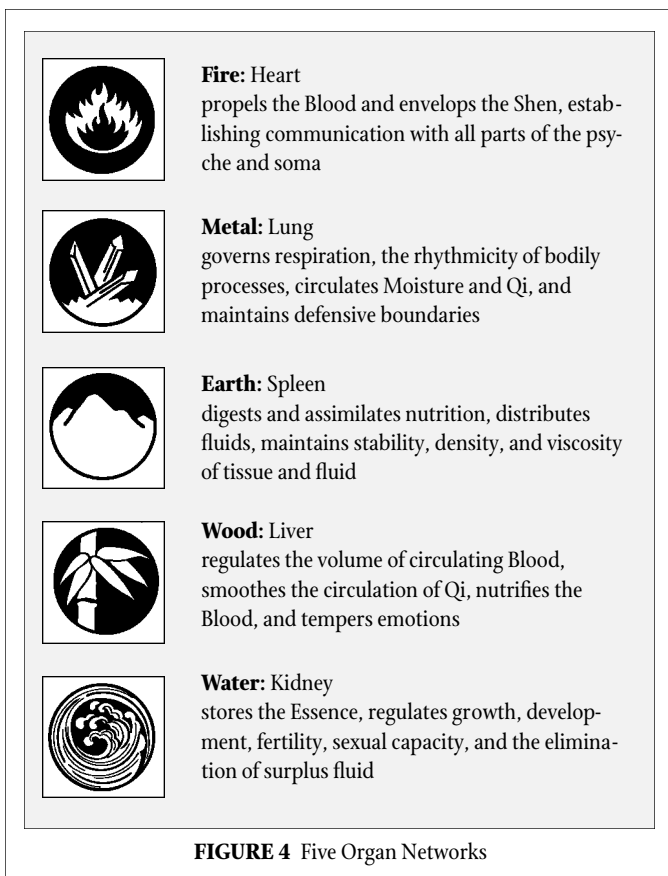 Fire: Heart
propels the Blood and envelops the Shen, estab-
lishing communication with all parts of the psy-
che and soma
Metal: Lung
governs respiration, the rhythmicity of bodily
processes, circulates Moisture and Qi, and
maintains defensive boundaries
Earth: Spleen
digests and assimilates nutrition, distributes
fluids, maintains stability, density, and viscosity
of tissue and fluid
Wood: Liver
regulates the volume of circulating Blood,
smoothes the circulation of Qi, nutrifies the
Blood, and tempers emotions
Water: Kidney
stores the Essence, regulates growth, develop-
ment, fertility, sexual capacity, and the elimina-
tion of surplus fluid
FIGURE 4 Five Organ Networks